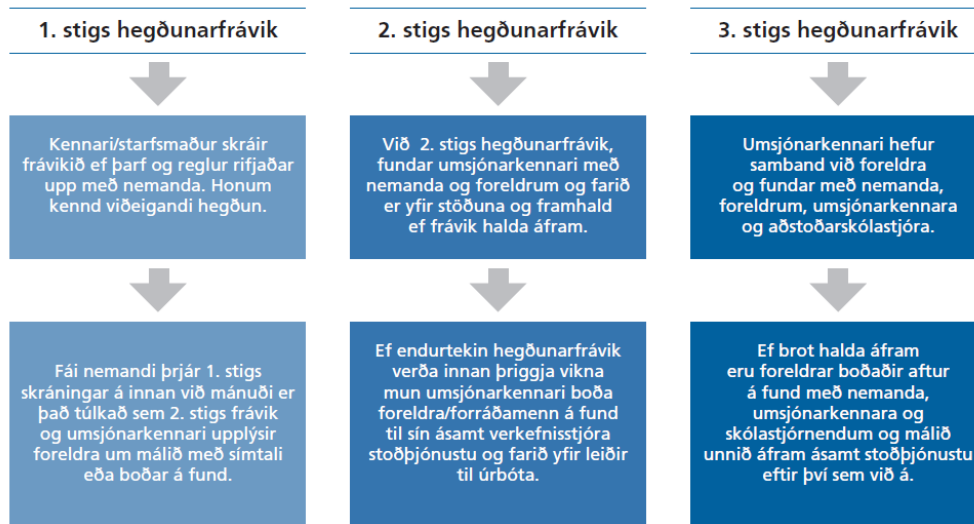 1. stigs hegðunarfrávik
Kennari/starfsmaður skráir
frávikið ef þarf og reglur rifjaðar
upp með nemanda. Honum
kennd viðeigandi hegðun.
Fái nemandi þrjár 1. stigs
skráningar á innan við mánuði er
það túlkað sem 2. stigs frávik
og umsjónarkennari upplýsir
foreldra um málið með símtali
eða boðar á fund.
2. stigs hegðunarfrávik
Við  2. stigs hegðunarfrávik,
fundar umsjónarkennari með
nemanda og foreldrum og farið
er yfir stöðuna og framhald
ef frávik halda áfram.
Ef endurtekin hegðunarfrávik
verða innan þriggja vikna
mun umsjónarkennari boða
foreldra/forráðamenn á fund
til sín ásamt verkefnisstjóra
stoðþjónustu og farið yfir leiðir
til úrbóta.
3. stigs hegðunarfrávik
Umsjónarkennari hefur
samband við foreldra
og fundar með nemanda,
foreldrum, umsjónarkennara
og aðstoðarskólastjóra.
Ef brot halda áfram
eru foreldrar boðaðir aftur
á fund með nemanda,
umsjónarkennara og
skólastjórnendum og málið
unnið áfram ásamt stoðþjónustu
eftir því sem við á.